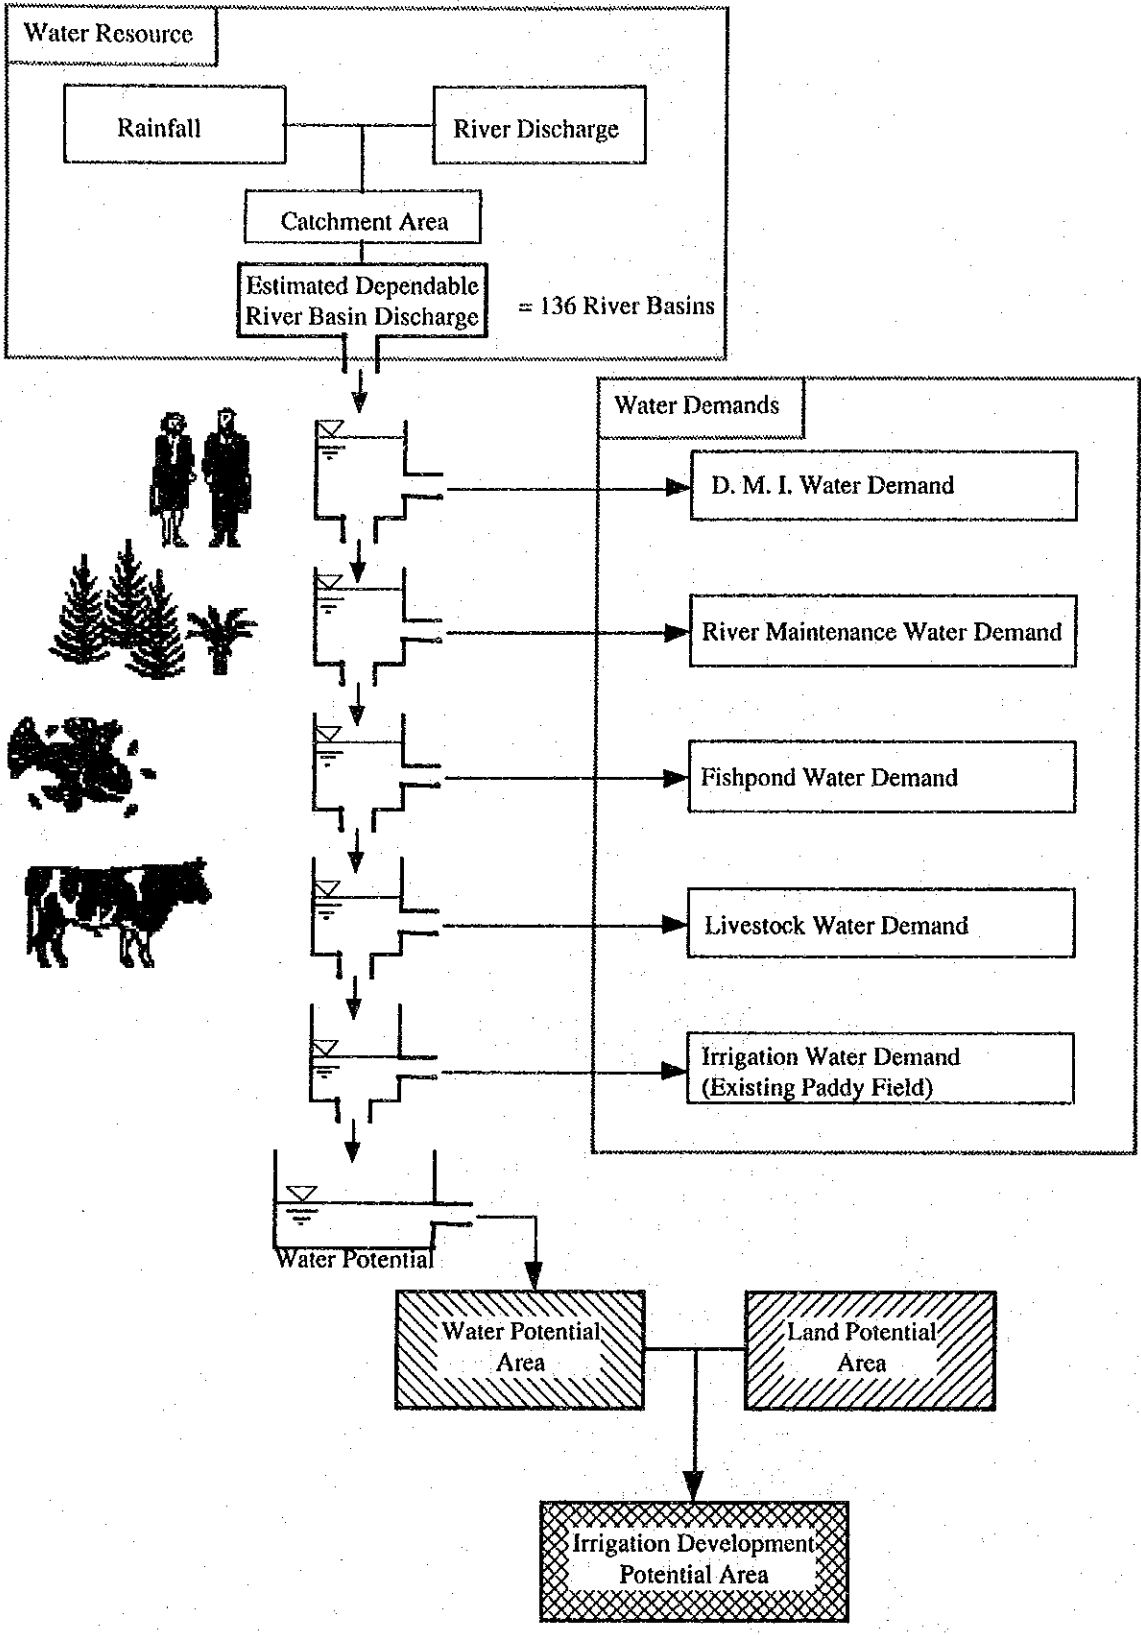 Water Resource
Rainfall
River Discharge
Catchment Area
Estimated Dependable
River Basin Discharge
= 136 River Basins
Water Demands
D. M. I. Water Demand
River Maintenance Water Demand
Fishpond Water Demand
Livestock Water Demand
Irrigation Water Demand
(Existing Paddy Field)
Water Potential
Water Potential
Area
Land Potential
Area
Irrigation Development
Potential Area